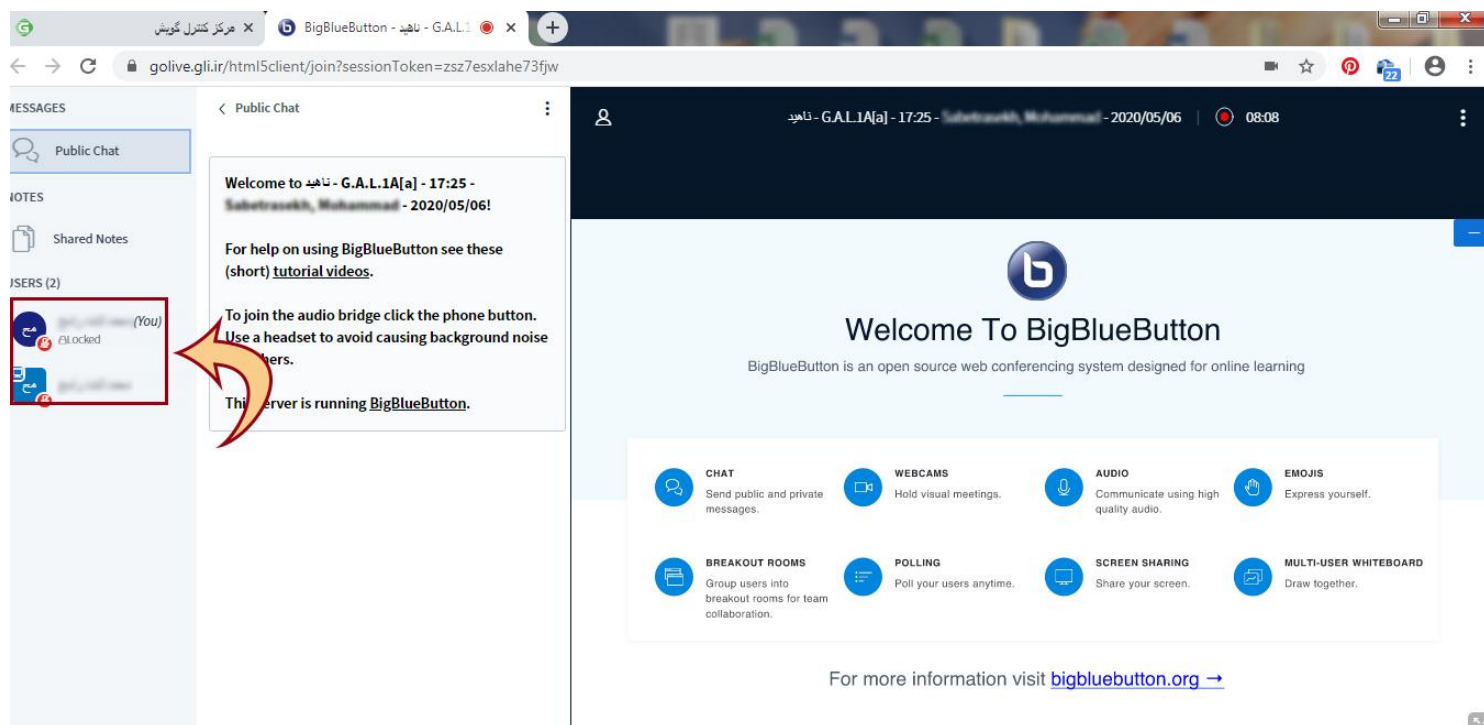 مرکز کنترل گویش
BigBlueButton - ناهید - G.A.L.1
golive.gli.ir/html5client/join?sessionToken=zsz7esxlahe73fjw
22
MESSAGES
Public Chat
NOTES
Shared Notes
USERS (2)
مح
(You)
Locked
مح
Public Chat
Welcome to ناهید - G.A.L.1A[a] - 17:25 -
- 2020/05/06!
For help on using BigBlueButton see these
(short) tutorial videos.
To join the audio bridge click the phone button.
Use a headset to avoid causing background noise
hers.
This server is running BigBlueButton.
ناهید - G.A.L.1A[a] - 17:25 - - 2020/05/06
08:08
Welcome To BigBlueButton
BigBlueButton is an open source web conferencing system designed for online learning
CHAT
Send public and private
messages.
WEBCAMS
Hold visual meetings.
AUDIO
Communicate using high
quality audio.
EMOJIS
Express yourself.
BREAKOUT ROOMS
Group users into
breakout rooms for team
collaboration.
POLLING
Poll your users anytime.
SCREEN SHARING
Share your screen.
MULTI-USER WHITEBOARD
Draw together.
For more information visit bigbluebutton.org →